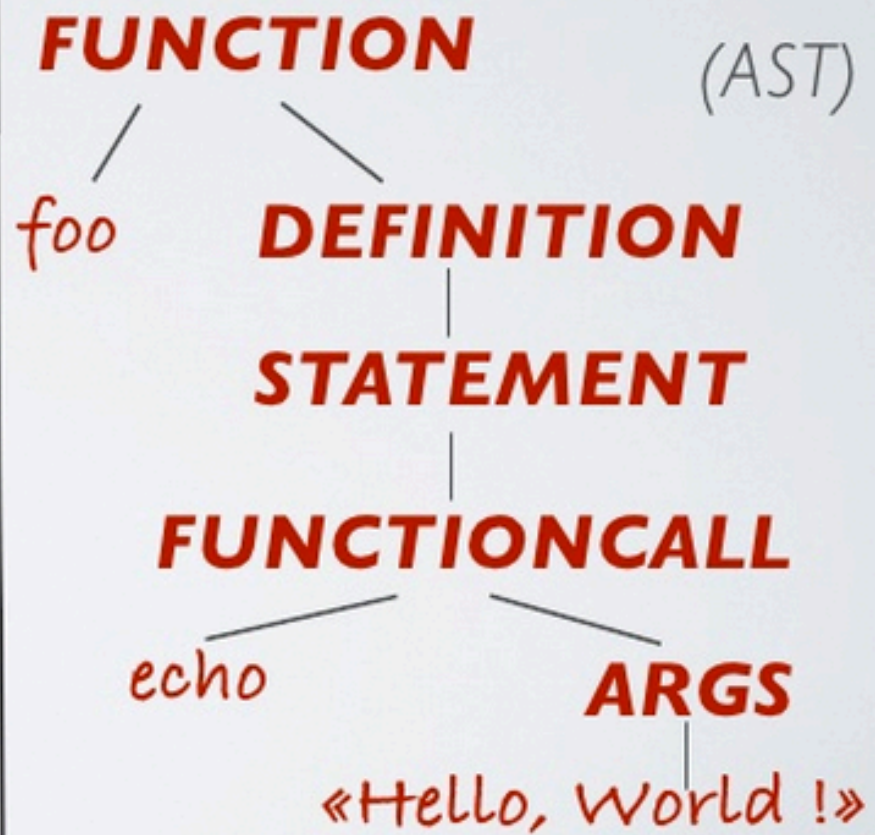 FUNCTION
(AST)
foo
DEFINITION
STATEMENT
FUNCTIONCALL
echo
ARGS
«Hello, World !»